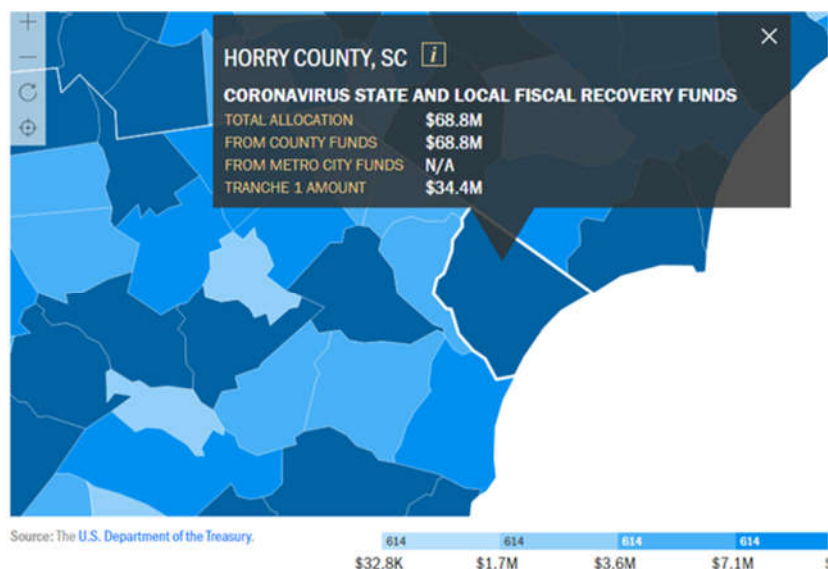 HORRY COUNTY, SC i
CORONAVIRUS STATE AND LOCAL FISCAL RECOVERY FUNDS
TOTAL ALLOCATION $68.8M
FROM COUNTY FUNDS $68.8M
FROM METRO CITY FUNDS N/A
TRANCHE 1 AMOUNT $34.4M
Source: The U.S. Department of the Treasury.
614 614 614 614
$32.8K $1.7M $3.6M $7.1M